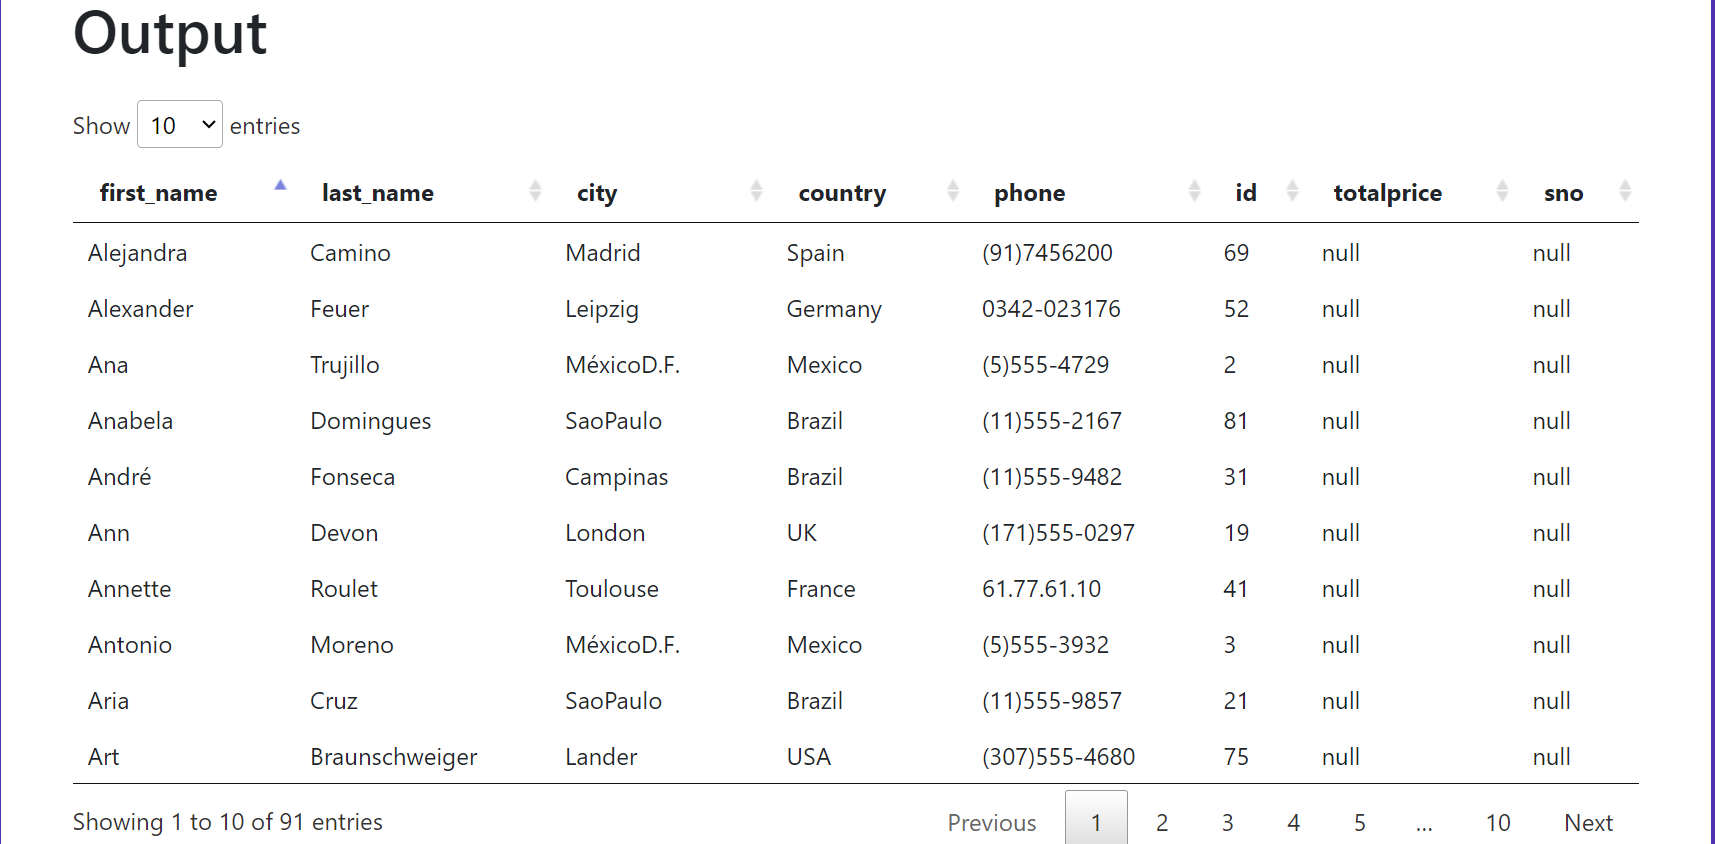 Output
Show 10 entries
first_name last_name city country phone id totalprice sno
Alejandra Camino Madrid Spain (91)7456200 69 null null
Alexander Feuer Leipzig Germany 0342-023176 52 null null
Ana Trujillo MéxicoD.F. Mexico (5)555-4729 2 null null
Anabela Domingues SaoPaulo Brazil (11)555-2167 81 null null
André Fonseca Campinas Brazil (11)555-9482 31 null null
Ann Devon London UK (171)555-0297 19 null null
Annette Roulet Toulouse France 61.77.61.10 41 null null
Antonio Moreno MéxicoD.F. Mexico (5)555-3932 3 null null
Aria Cruz SaoPaulo Brazil (11)555-9857 21 null null
Art Braunschweiger Lander USA (307)555-4680 75 null null
Showing 1 to 10 of 91 entries Previous 1 2 3 4 5 ... 10 Next